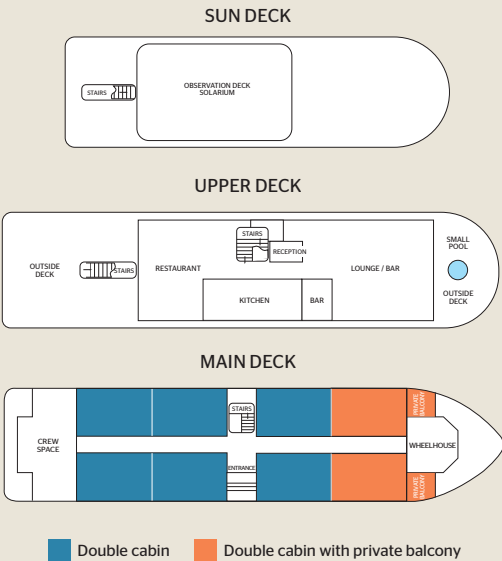 SUN DECK
STAIRS
OBSERVATION DECK
SOLARIUM
UPPER DECK
OUTSIDE
DECK
STAIRS
RESTAURANT
STAIRS
RECEPTION
KITCHEN
BAR
LOUNGE / BAR
SMALL
POOL
OUTSIDE
DECK
MAIN DECK
CREW
SPACE
STAIRS
ENTRANCE
PRIVATE
BALCONY
WHEELHOUSE
PRIVATE
BALCONY
Double cabin
Double cabin with private balcony